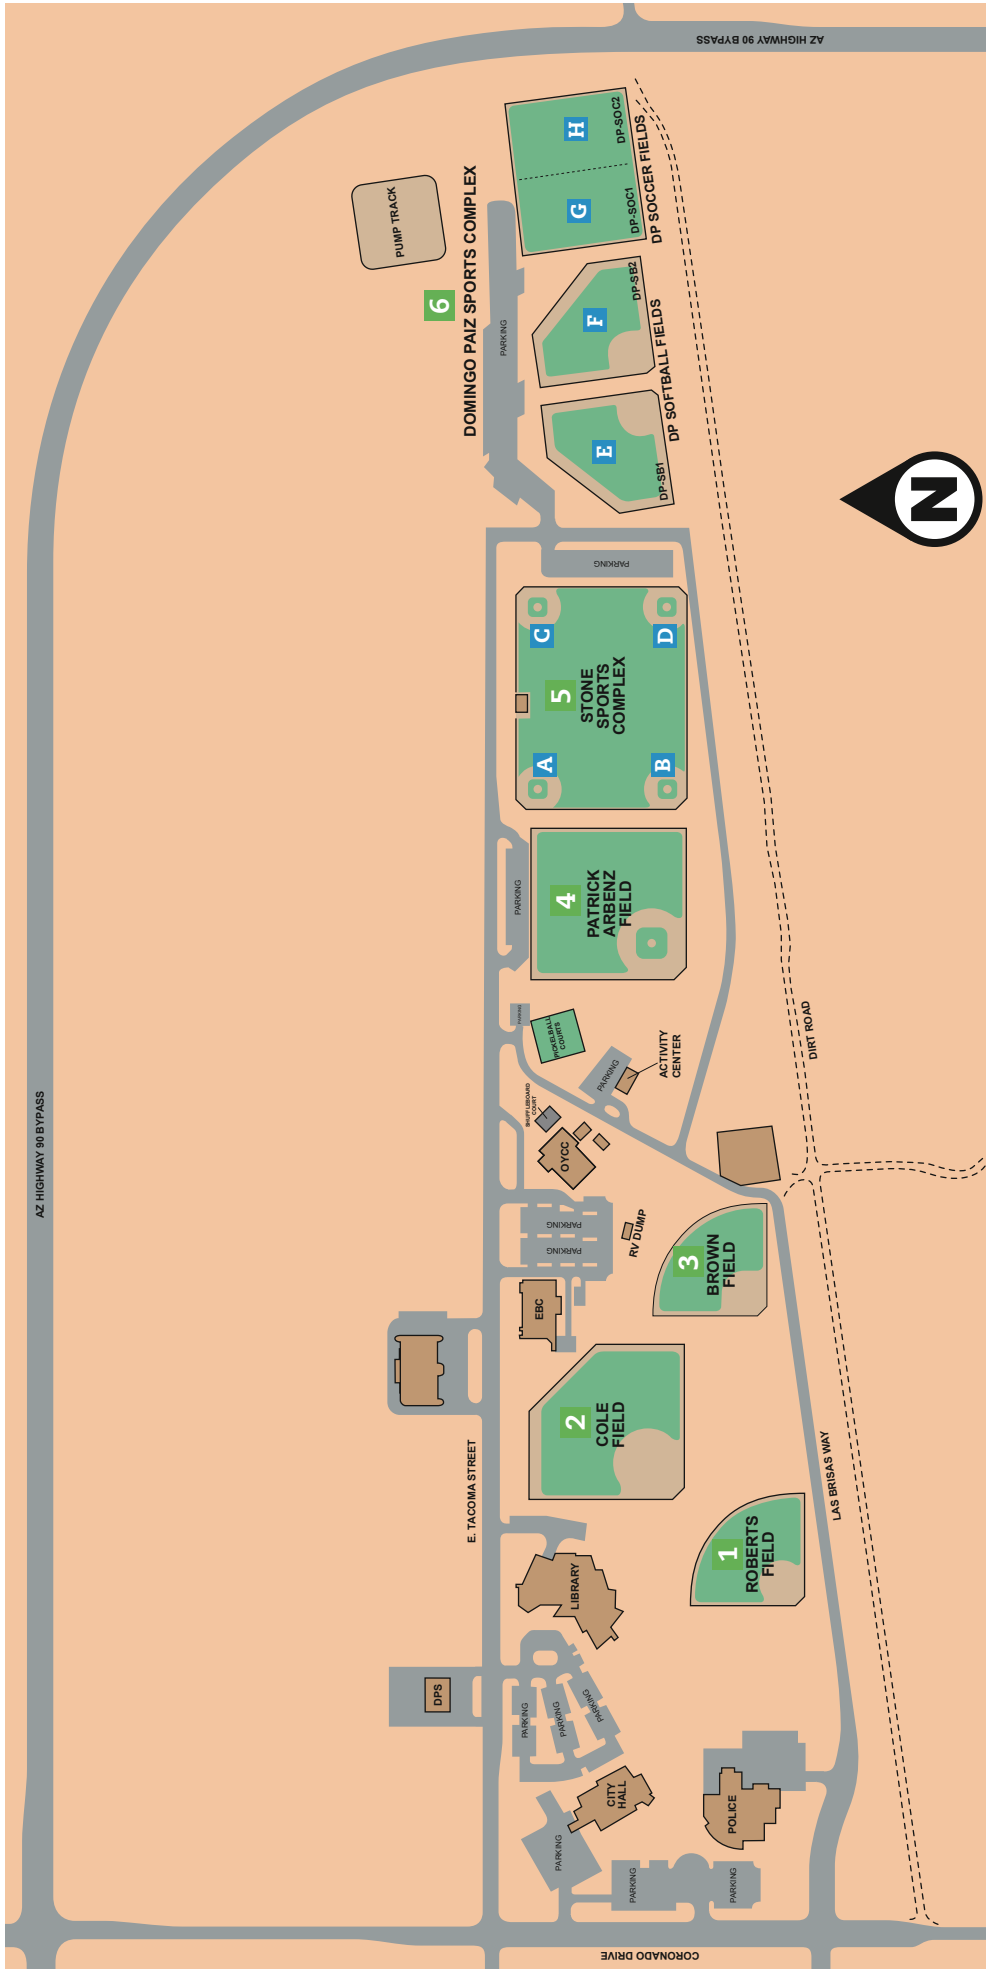 AZ HIGHWAY 90 BYPASS
AZ HIGHWAY 90 BYPASS
PUMP TRACK
6
DOMINGO PAIZ SPORTS COMPLEX
PARKING
H
DP-SOC2
G
DP-SOC1
DP SOCCER FIELDS
F
DP-SB2
E
DP-SB1
DP SOFTBALL FIELDS
N
PARKING
C
D
5
STONE
SPORTS
COMPLEX
A
B
PARKING
4
PATRICK
ARBENZ
FIELD
PARKING
PICKELBALL
COURTS
PARKING
ACTIVITY
CENTER
SHUFFLEBOARD
COURT
OYCC
DIRT ROAD
PARKING
PARKING
RV DUMP
3
BROWN
FIELD
EBC
2
COLE
FIELD
E. TACOMA STREET
LAS BRISAS WAY
1
ROBERTS
FIELD
LIBRARY
DPS
PARKING
PARKING
PARKING
CITY
HALL
POLICE
PARKING
PARKING
PARKING
CORONADO DRIVE